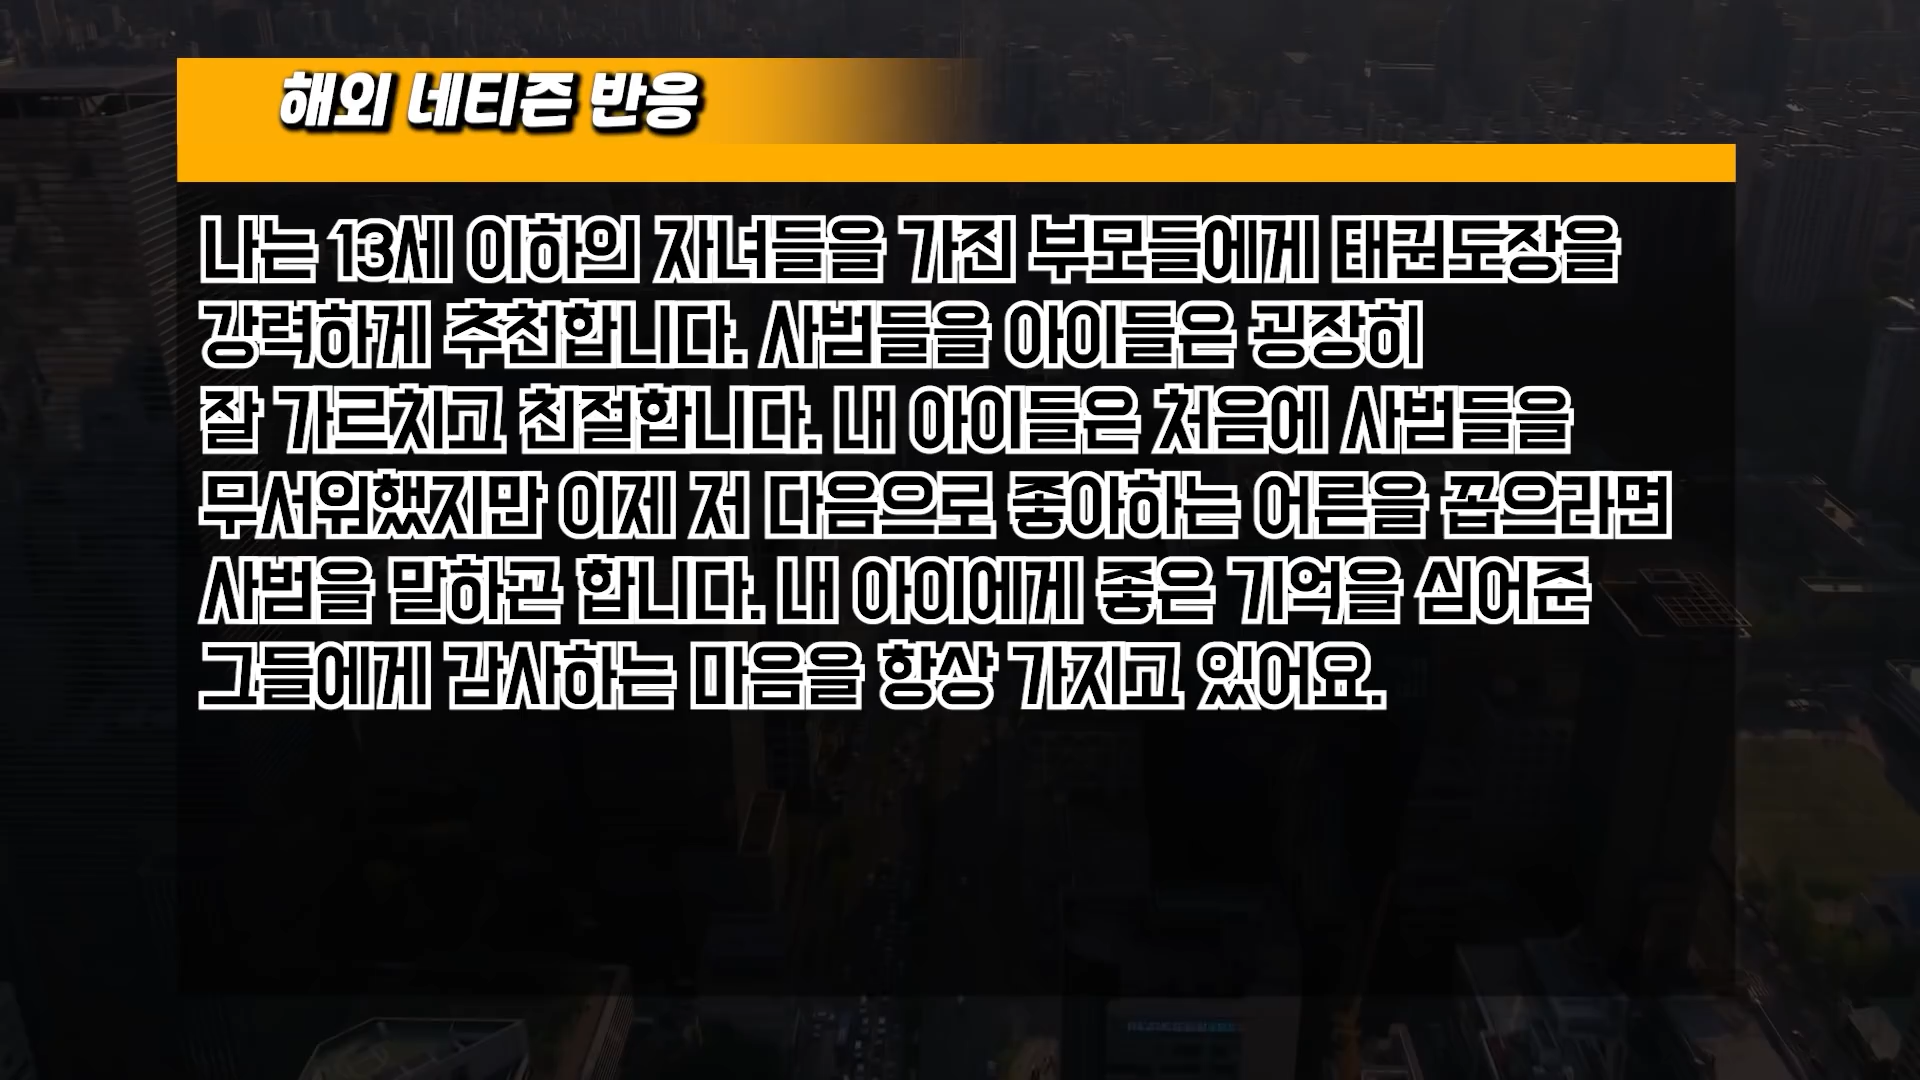 해외 네티즌 반응
나는 13세 이하의 자녀들을 가진 부모들에게 태권도장을
강력하게 추천합니다. 사범들을 아이들은 굉장히
잘 가르치고 친절합니다. 내 아이들은 처음에 사범들을
무서워했지만 이제 저 다음으로 좋아하는 어른을 꼽으라면
사범을 말하곤 합니다. 내 아이에게 좋은 기억을 심어준
그들에게 감사하는 마음을 항상 가지고 있어요.